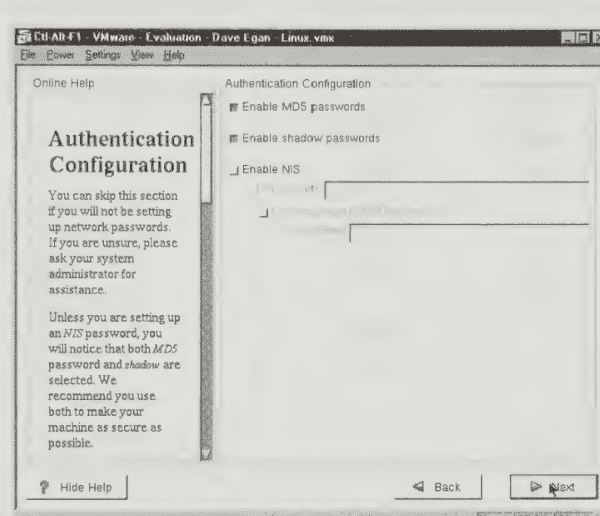 Ctl-Alt-F1 - VMware - Evaluation - Dave Egan - Linux.vmx
File Power Settings View Help
Online Help
Authentication
Configuration
You can skip this section
if you will not be setting
up network passwords.
If you are unsure, please
ask your system
administrator for
assistance.
Unless you are setting up
an NIS password, you
will notice that both MD5
password and shadow are
selected. We
recommend you use
both to make your
machine as secure as
possible.
Authentication Configuration
Enable MD5 passwords
Enable shadow passwords
Enable NIS
? Hide Help
Back
Next